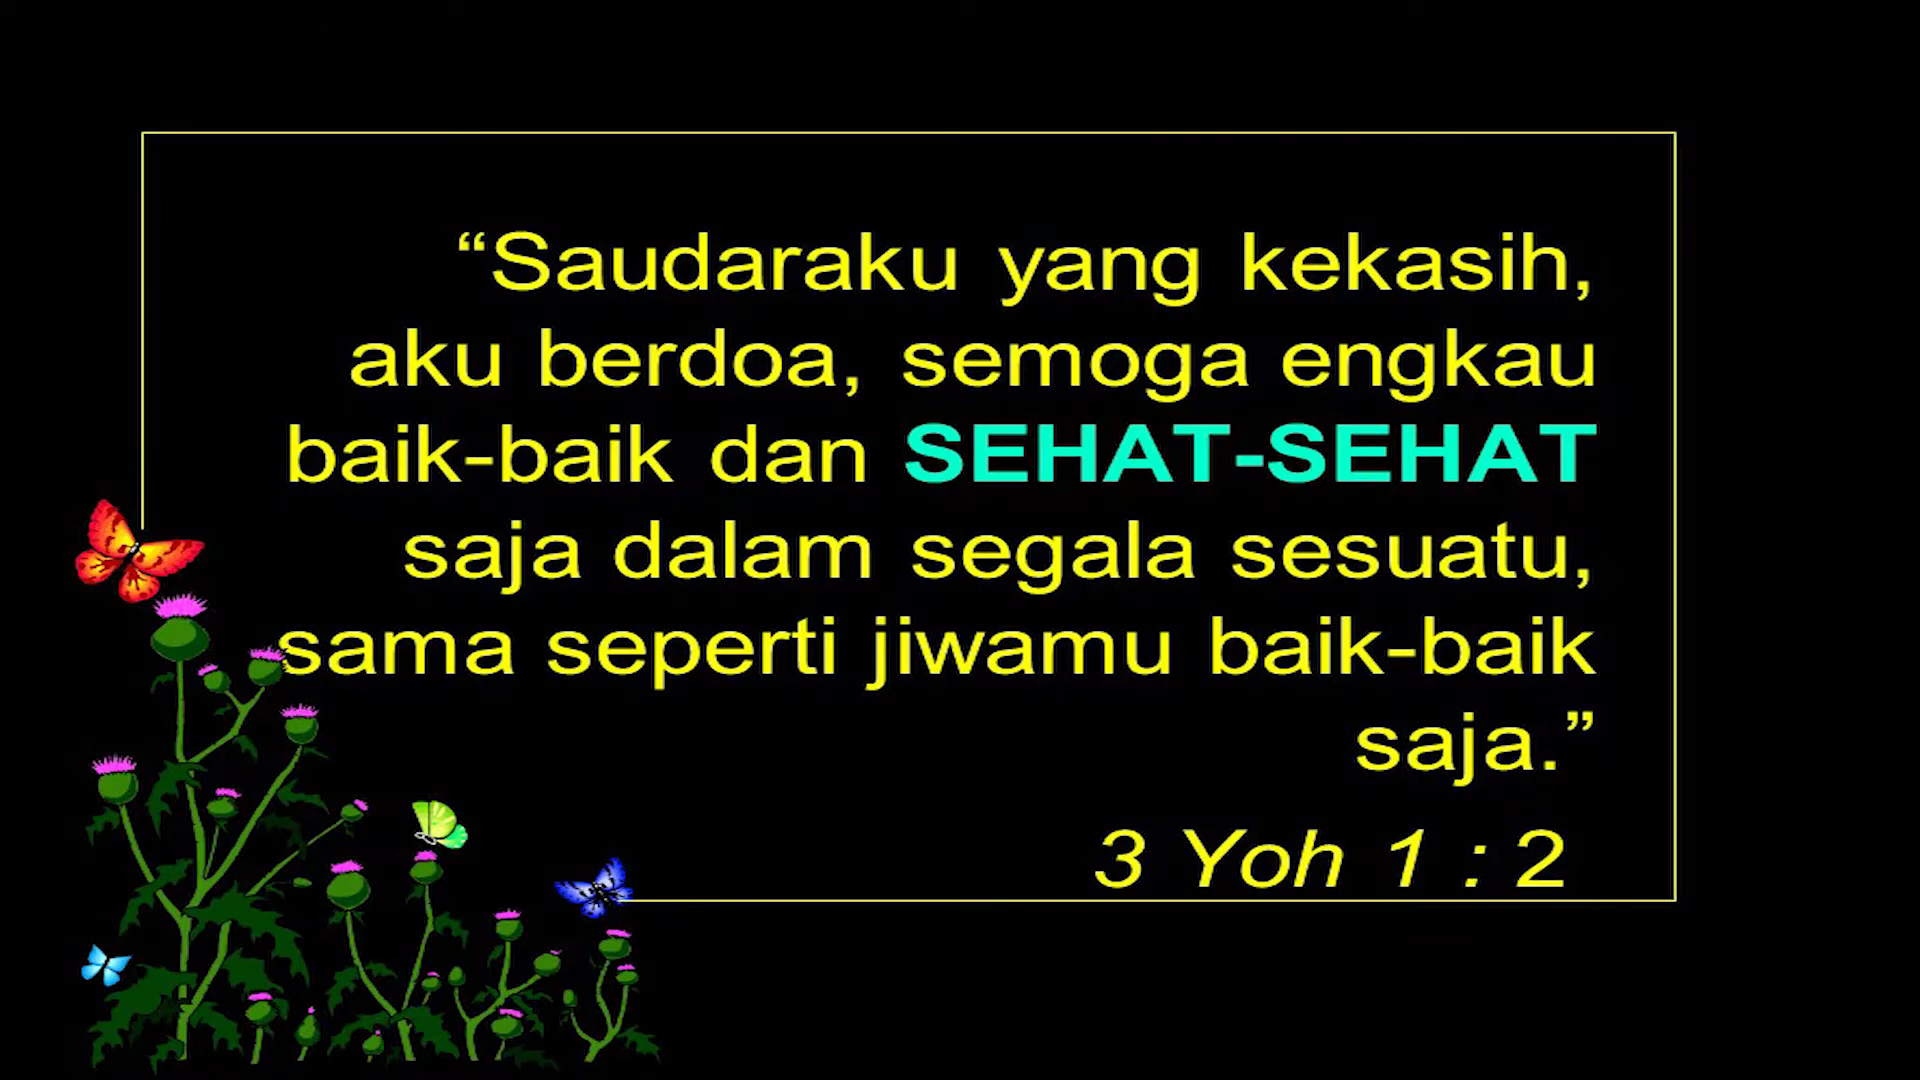 “Saudaraku yang kekasih,
aku berdoa, semoga engkau
baik-baik dan SEHAT-SEHAT
saja dalam segala sesuatu,
sama seperti jiwamu baik-baik
saja.”
3 Yoh 1 : 2